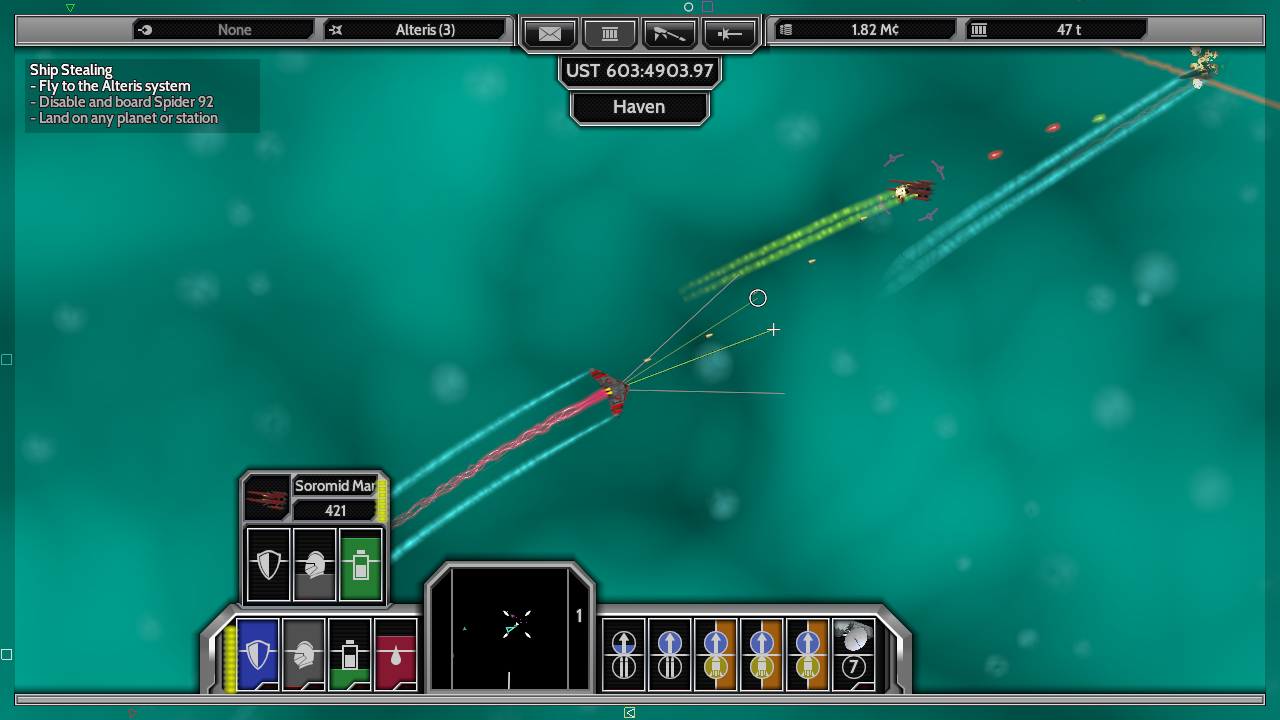 None
Alteris (3)
1.82 M¢
47 t
UST 603:4903.97
Haven
Ship Stealing
- Fly to the Alteris system
- Disable and board Spider 92
- Land on any planet or station
Soromid Mar
421
1
7